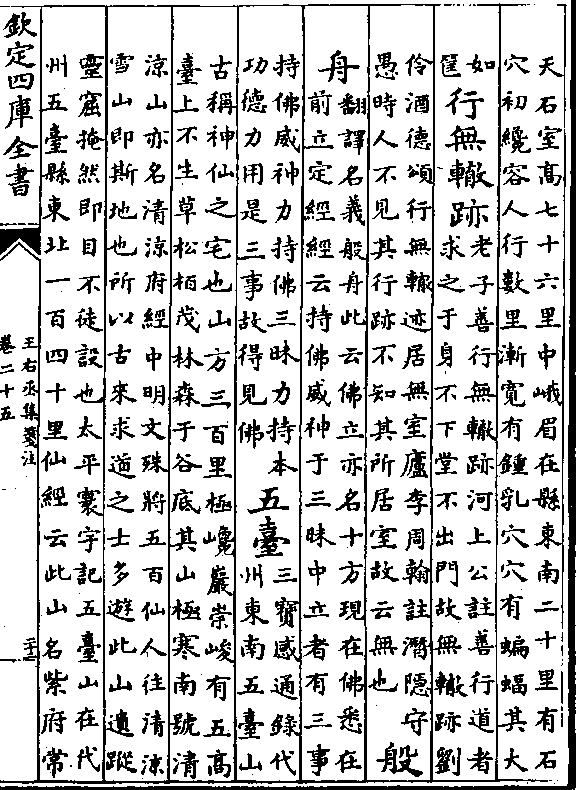 天石室髙七十六里中峨眉在縣東南二十里有石
穴初纔容人行數里漸寛有鍾乳穴穴有蝙蝠其大
如
筐
行無轍跡
老子善行無轍跡河上公註善行道者
求之于身不下堂不出門故無轍跡劉
伶酒德頌行無轍迹居無室廬李周翰註潛隱守
愚時人不見其行跡不知其所居室故云無也
般
舟
翻譯名義般舟此云佛立亦名十方現在佛悉在
前立定經經云持佛威神于三昧中立者有三事
持佛威神力持佛三昧力持本
功德力用是三事故得見佛
五臺
三寶感通錄代
州東南五臺山
古稱神仙之宅也山方三百里極巉巖崇峻有五髙
臺上不生草松栢茂林森于谷底其山極寒南號清
涼山亦名清涼府經中明文殊將五百仙人往清涼
雪山即斯地也所以古來求道之士多遊此山遺蹤
靈窟掩然即目不徒設也太平寰宇記五臺山在代
州五臺縣東北一百四十里仙經云此山名紫府常
欽定四庫全書
王右丞集箋注
卷二十五